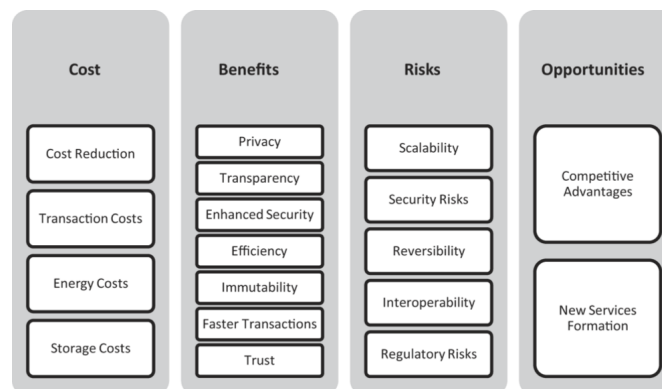 Cost
Cost Reduction
Transaction Costs
Energy Costs
Storage Costs
Benefits
Privacy
Transparency
Enhanced Security
Efficiency
Immutability
Faster Transactions
Trust
Risks
Scalability
Security Risks
Reversibility
Interoperability
Regulatory Risks
Opportunities
Competitive
Advantages
New Services
Formation